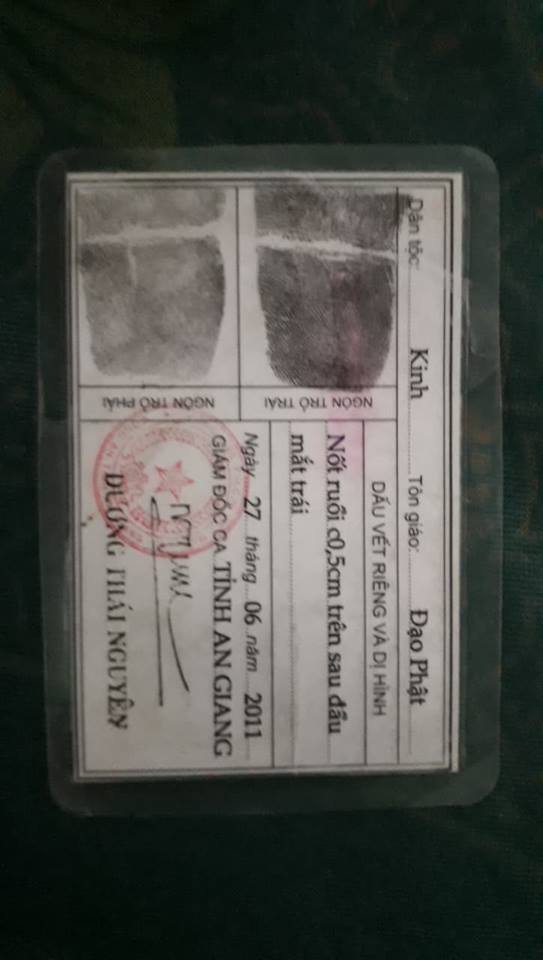 Dân tộc: Kinh Tôn giáo: Đạo Phật
DẤU VẾT RIÊNG VÀ DỊ HÌNH
Nốt ruồi c0,5cm trên sau đầu
mắt trái
NGÓN TRỎ TRÁI
NGÓN TRỎ PHẢI
Ngày 27 tháng 06 năm 2011
GIÁM ĐỐC CA TỈNH AN GIANG
DƯƠNG THÁI NGUYÊN